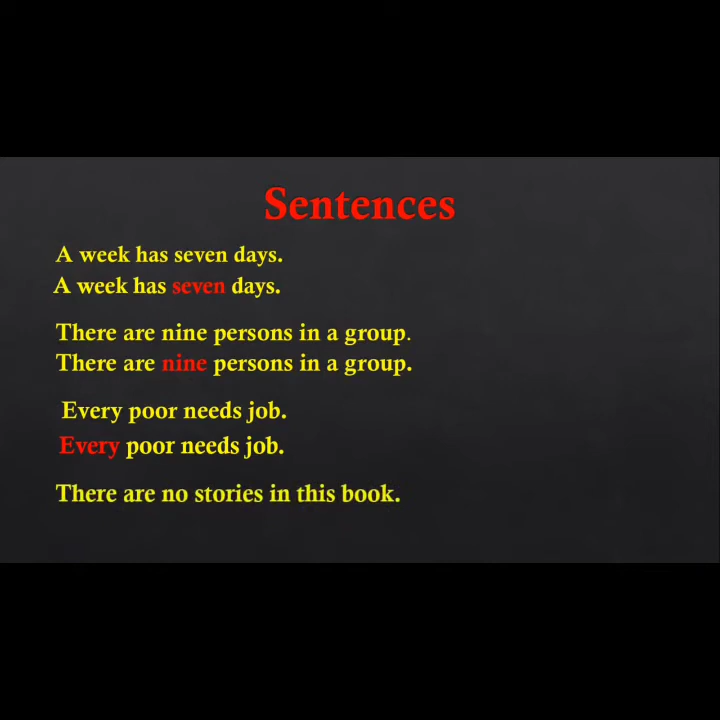 Sentences
A week has seven days.
A week has seven days.
There are nine persons in a group.
There are nine persons in a group.
Every poor needs job.
Every poor needs job.
There are no stories in this book.